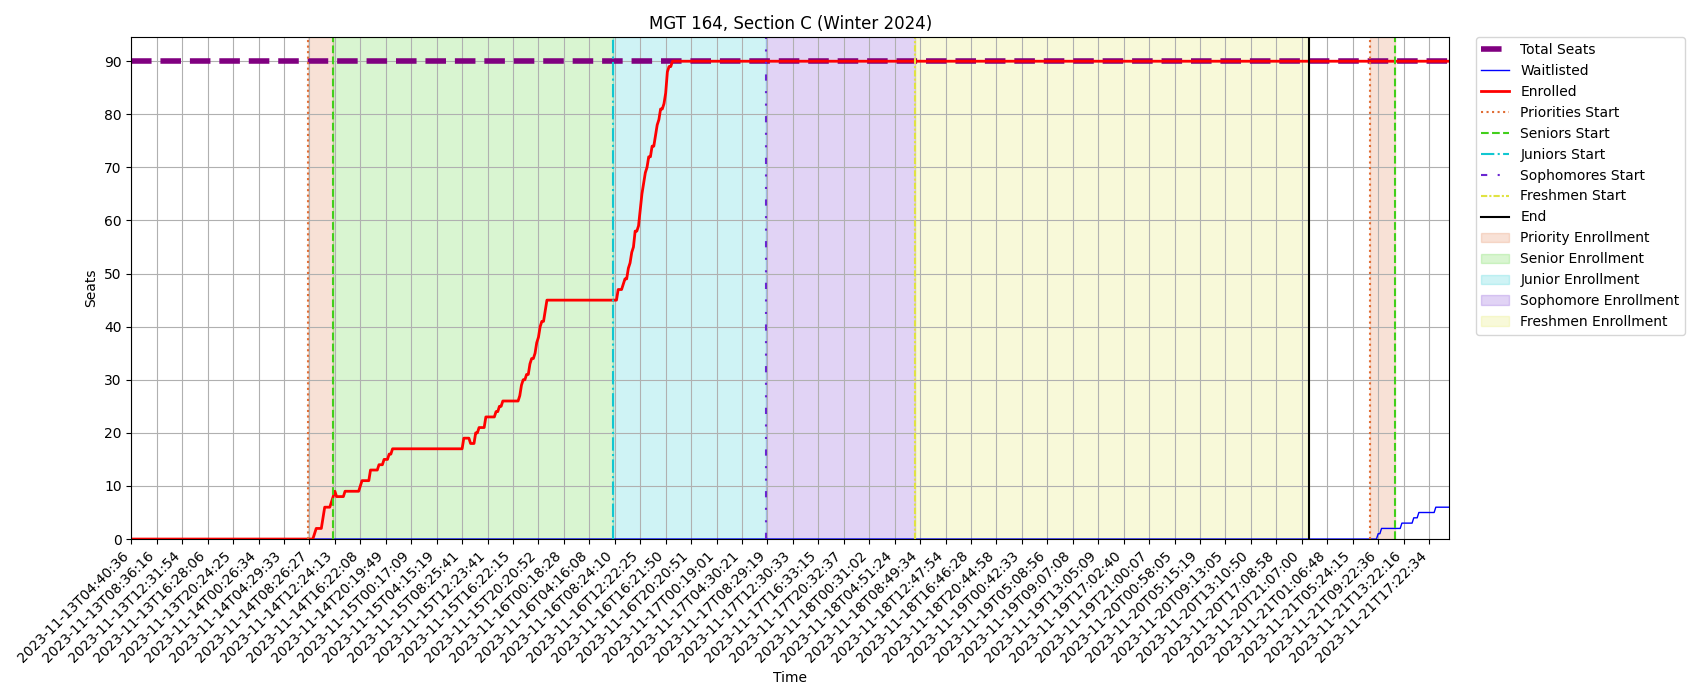 MGT 164, Section C (Winter 2024)
Seats
90
80
70
60
50
40
30
20
10
0
2023-11-13T04:40:36
2023-11-13T08:36:16
2023-11-13T12:31:54
2023-11-13T16:28:06
2023-11-13T20:24:25
2023-11-14T00:26:34
2023-11-14T04:29:33
2023-11-14T08:26:27
2023-11-14T12:24:13
2023-11-14T16:22:08
2023-11-14T20:19:49
2023-11-15T00:17:09
2023-11-15T04:15:19
2023-11-15T08:25:41
2023-11-15T12:23:41
2023-11-15T16:22:15
2023-11-15T20:20:52
2023-11-16T00:18:28
2023-11-16T04:16:08
2023-11-16T08:24:10
2023-11-16T12:22:25
2023-11-16T16:21:50
2023-11-16T20:20:51
2023-11-17T00:19:01
2023-11-17T04:30:21
2023-11-17T08:29:19
2023-11-17T12:30:33
2023-11-17T16:33:15
2023-11-17T20:32:37
2023-11-18T00:31:02
2023-11-18T04:51:24
2023-11-18T08:49:34
2023-11-18T12:47:54
2023-11-18T16:46:28
2023-11-18T20:44:58
2023-11-19T00:42:33
2023-11-19T05:08:56
2023-11-19T09:07:08
2023-11-19T13:05:09
2023-11-19T17:02:40
2023-11-19T21:00:07
2023-11-20T00:58:05
2023-11-20T05:15:19
2023-11-20T09:13:05
2023-11-20T13:10:50
2023-11-20T17:08:58
2023-11-20T21:07:00
2023-11-21T01:06:48
2023-11-21T05:24:15
2023-11-21T09:22:36
2023-11-21T13:22:16
2023-11-21T17:22:34
Time
Total Seats
Waitlisted
Enrolled
Priorities Start
Seniors Start
Juniors Start
Sophomores Start
Freshmen Start
End
Priority Enrollment
Senior Enrollment
Junior Enrollment
Sophomore Enrollment
Freshmen Enrollment